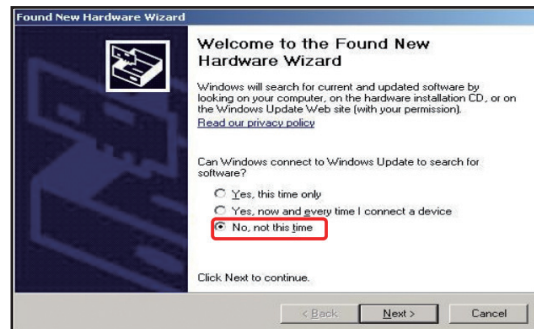 Found New Hardware Wizard
Welcome to the Found New
Hardware Wizard
Windows will search for current and updated software by
looking on your computer, on the hardware installation CD, or on
the Windows Update Web site (with your permission).
Read our privacy policy
Can Windows connect to Windows Update to search for
software?
Yes, this time only
Yes, now and every time I connect a device
No, not this time
Click Next to continue.
< Back Next > Cancel